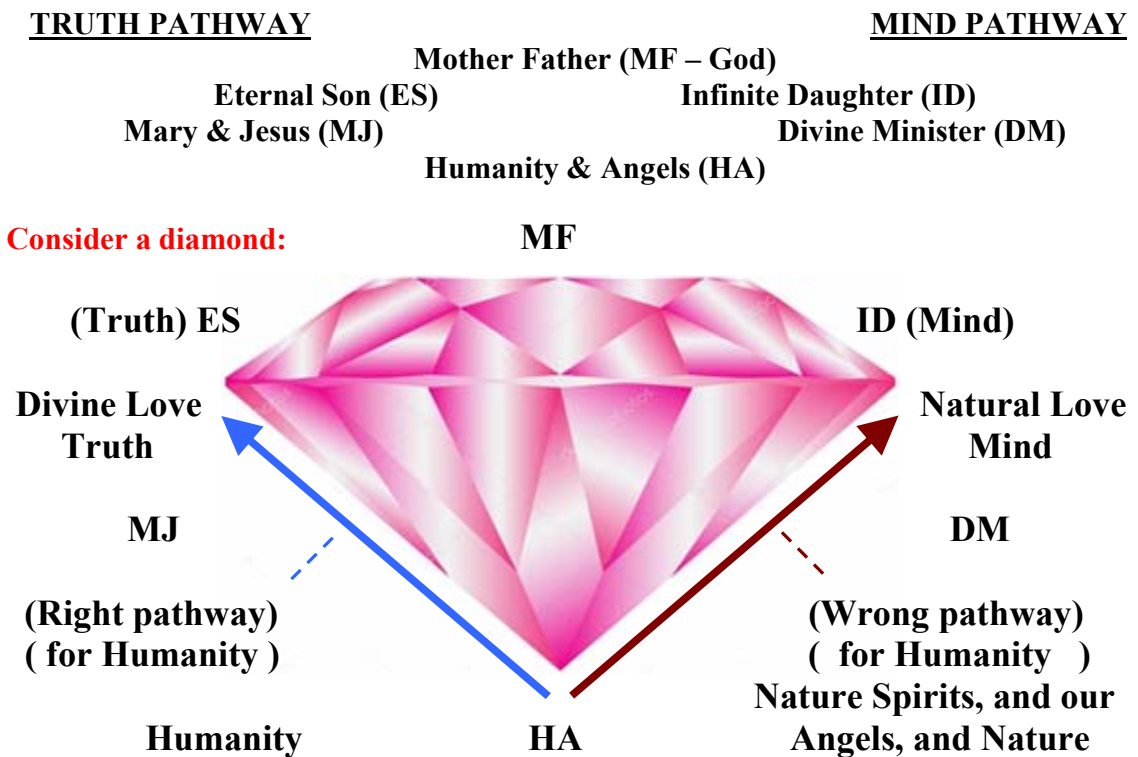 TRUTH PATHWAY MIND PATHWAY
Mother Father (MF – God)
Eternal Son (ES) Infinite Daughter (ID)
Mary & Jesus (MJ) Divine Minister (DM)
Humanity & Angels (HA)
Consider a diamond: MF
(Truth) ES ID (Mind)
Divine Love Natural Love
Truth Mind
MJ DM
(Right pathway) (Wrong pathway)
( for Humanity ) ( for Humanity )
Nature Spirits, and our
Humanity HA Angels, and Nature